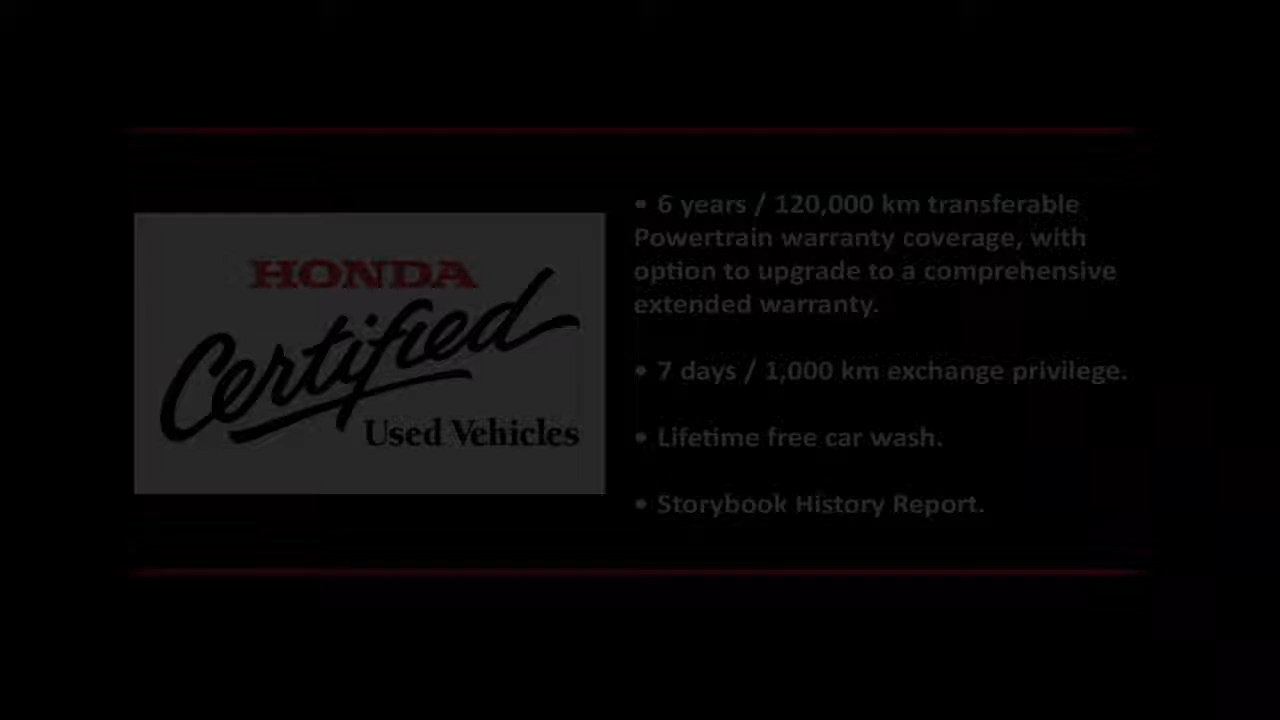 HONDA
Certified
Used Vehicles
• 6 years / 120,000 km transferable
Powertrain warranty coverage, with
option to upgrade to a comprehensive
extended warranty.
• 7 days / 1,000 km exchange privilege.
• Lifetime free car wash.
• Storybook History Report.